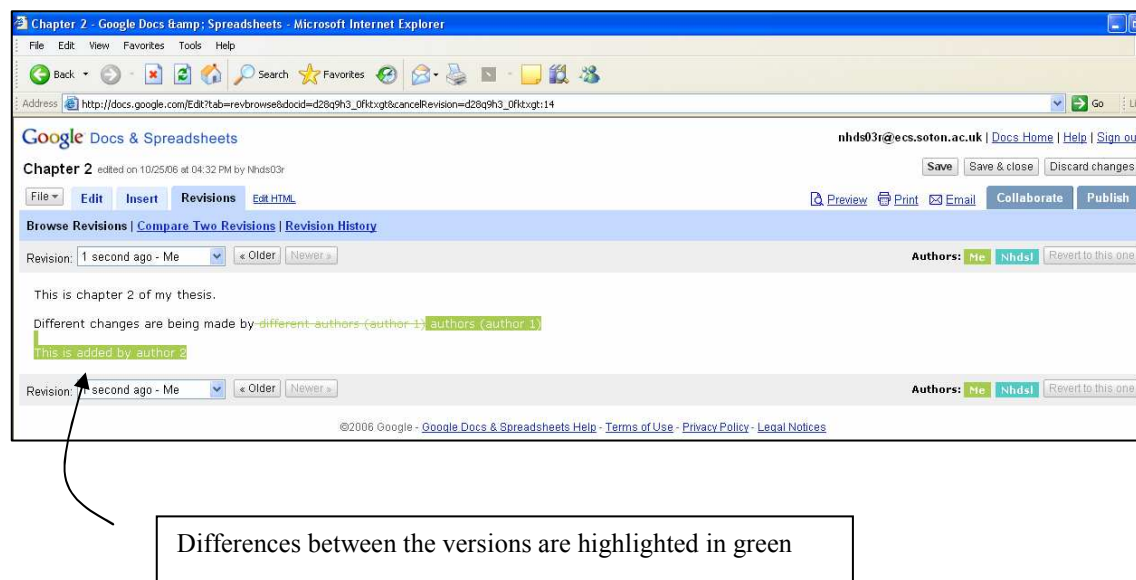 Chapter 2 - Google Docs &amp; Spreadsheets - Microsoft Internet Explorer
File Edit View Favorites Tools Help
Back Search Favorites
Address http://docs.google.com/Edit?tab=revbrowse&docid=d28q9h3_0fktxgt&cancelRevision=d28q9h3_0fktxgt:14 Go
Google Docs & Spreadsheets nhds03r@ecs.soton.ac.uk | Docs Home | Help | Sign ou
Chapter 2 edited on 10/25/06 at 04:32 PM by Nhds03r Save Save & close Discard changes
File Edit Insert Revisions Edit HTML Preview Print Email Collaborate Publish
Browse Revisions | Compare Two Revisions | Revision History
Revision: 1 second ago - Me « Older Newer » Authors: Me Nhdsl Revert to this one
This is chapter 2 of my thesis.
Different changes are being made by different authors (author 1) authors (author 1)
This is added by author 2
Revision: 1 second ago - Me « Older Newer » Authors: Me Nhdsl Revert to this one
©2006 Google - Google Docs & Spreadsheets Help - Terms of Use - Privacy Policy - Legal Notices
Differences between the versions are highlighted in green